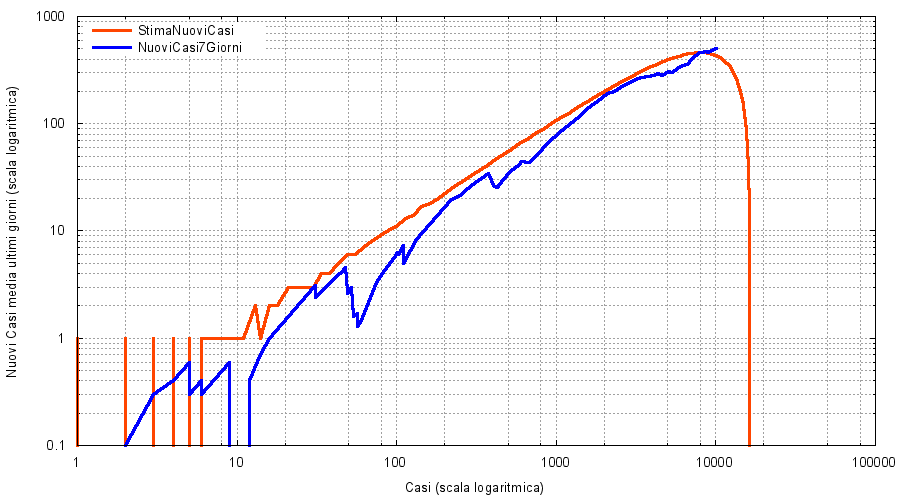 1000
StimaNuoviCasi
NuoviCasi7Giorni
100
10
1
0.1
Nuovi Casi media ultimi giorni (scala logaritmica)
1 10 100 1000 10000 100000
Casi (scala logaritmica)